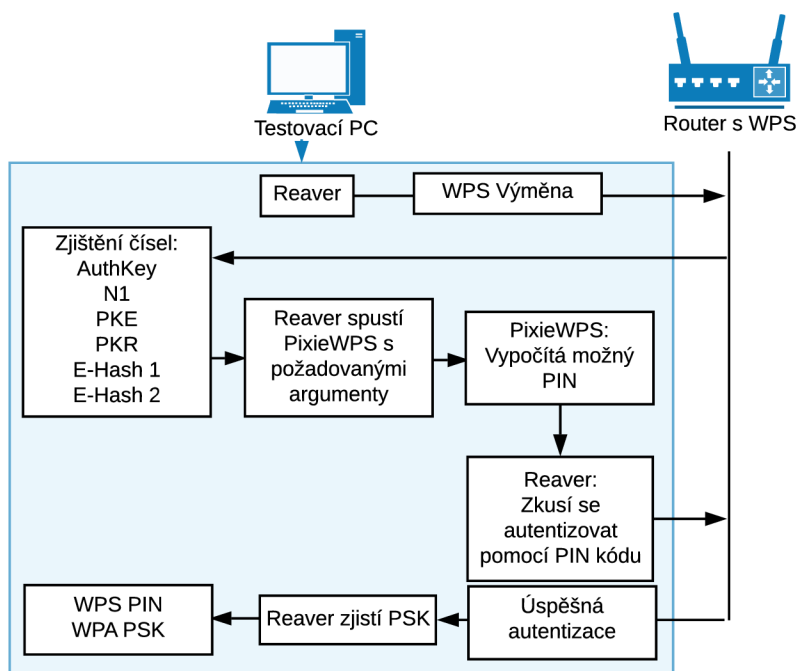 Testovací PC
Router s WPS
Reaver
WPS Výměna
Zjištění čísel:
AuthKey
N1
PKE
PKR
E-Hash 1
E-Hash 2
Reaver spustí
PixieWPS s
požadovanými
argumenty
PixieWPS:
Vypočítá možný
PIN
Reaver:
Zkusí se
autentizovat
pomocí PIN kódu
Úspěšná
autentizace
Reaver zjistí PSK
WPS PIN
WPA PSK